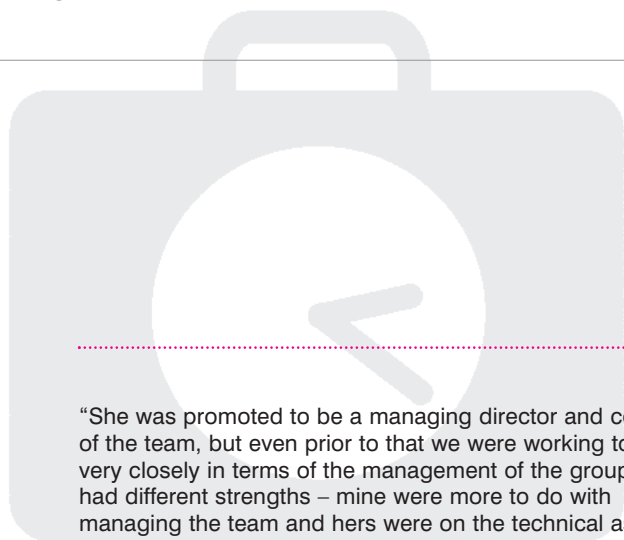 “She was promoted to be a managing director and
of the team, but even prior to that we were working
very closely in terms of the management of the group
had different strengths – mine were more to do with
managing the team and hers were on the technical